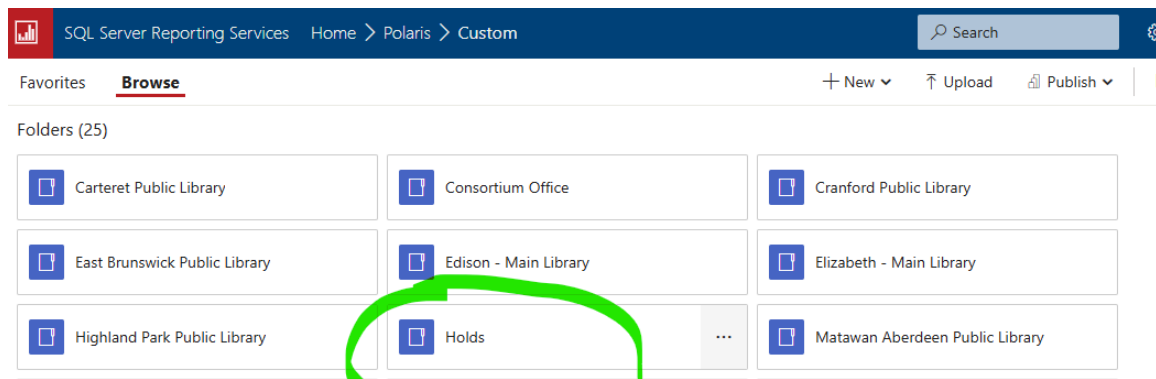 SQL Server Reporting Services Home > Polaris > Custom Search
Favorites Browse + New Upload Publish
Folders (25)
Carteret Public Library Consortium Office Cranford Public Library
East Brunswick Public Library Edison - Main Library Elizabeth - Main Library
Highland Park Public Library Holds ... Matawan Aberdeen Public Library